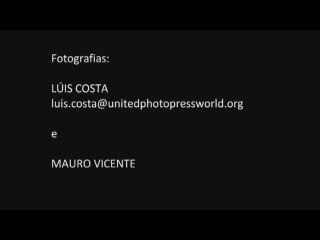 Fotografias:
LÚIS COSTA
luis.costa@unitedphotopressworld.org
e
MAURO VICENTE